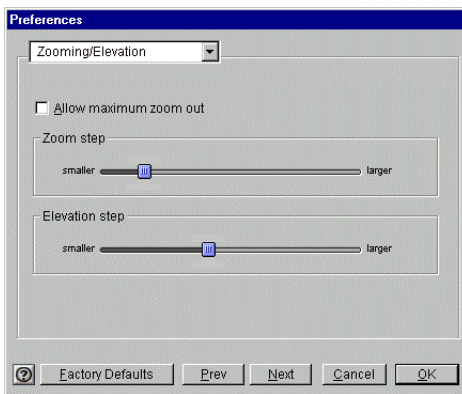 Preferences
Zooming/Elevation
Allow maximum zoom out
Zoom step
smaller larger
Elevation step
smaller larger
? Factory Defaults Prev Next Cancel OK